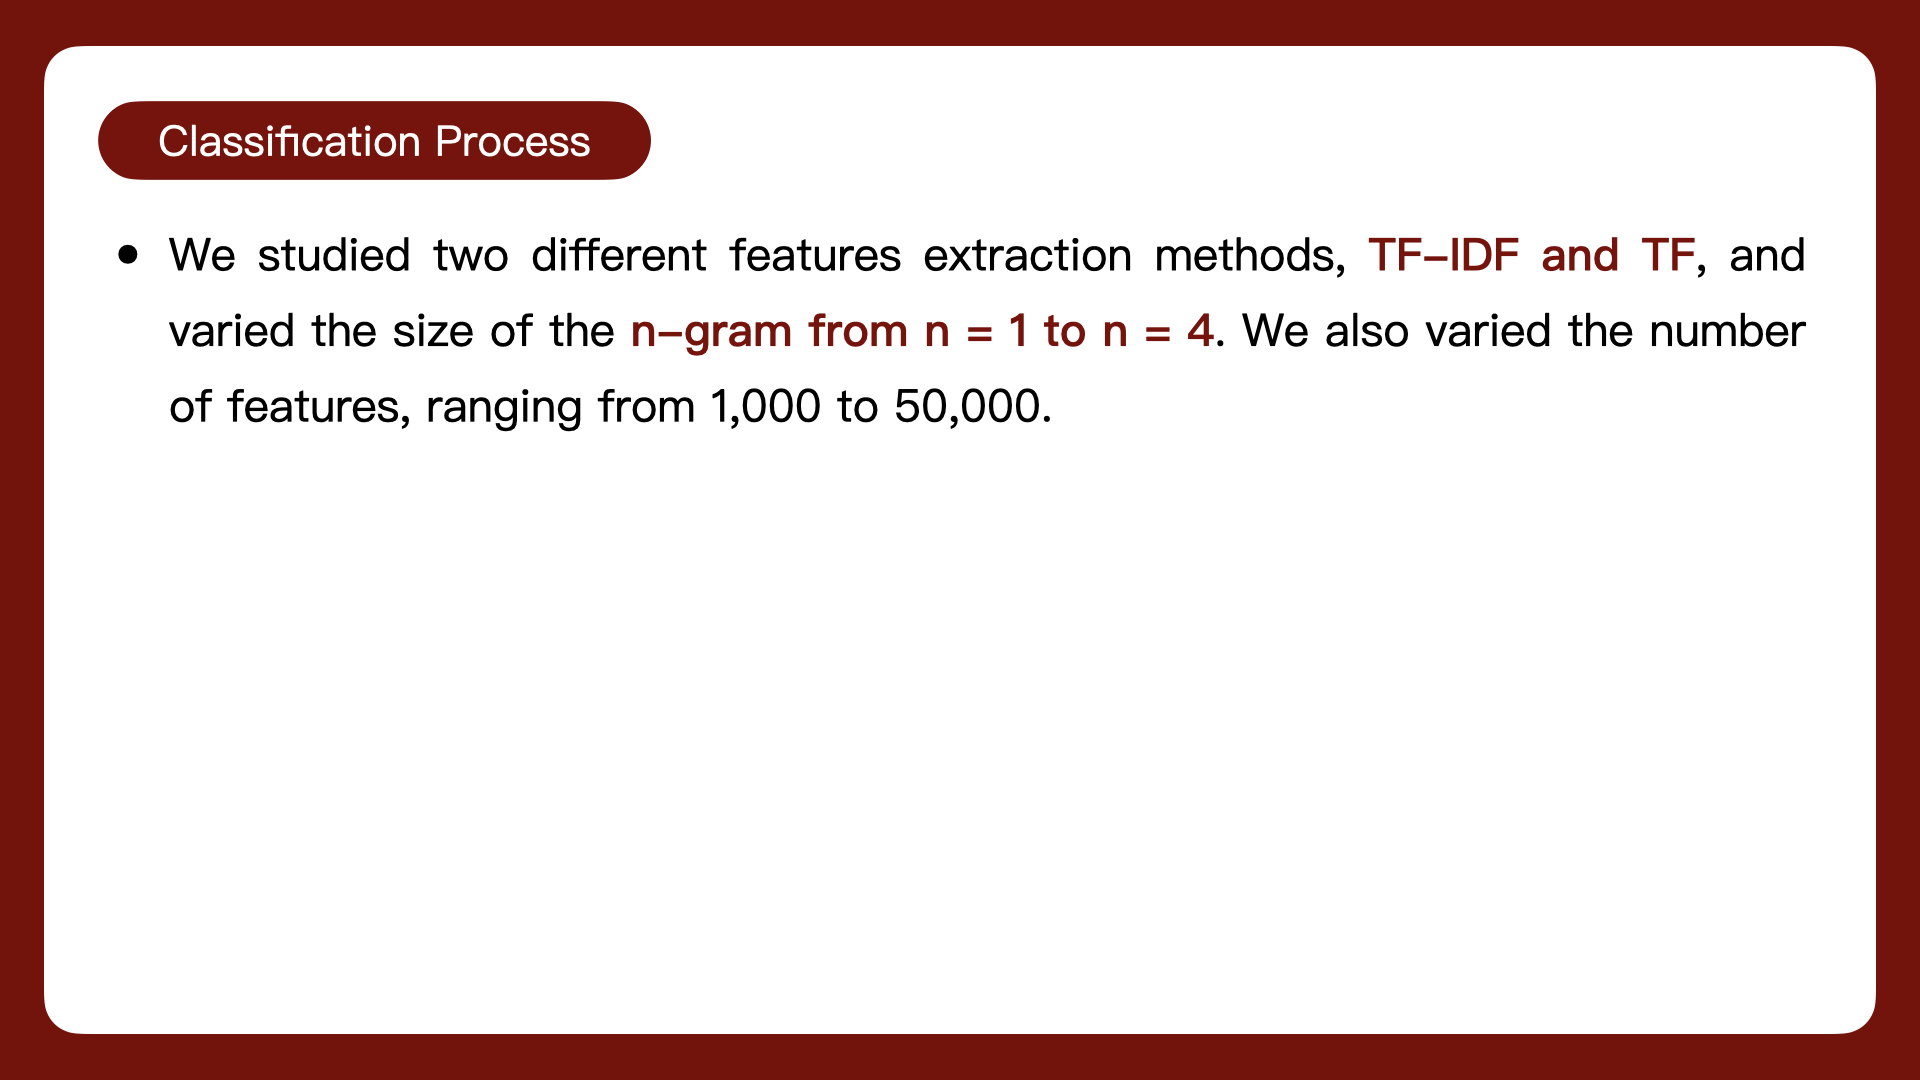 Classification Process
• We studied two different features extraction methods, TF-IDF and TF, and
varied the size of the n-gram from n = 1 to n = 4. We also varied the number
of features, ranging from 1,000 to 50,000.